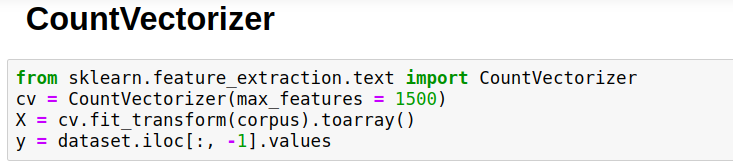 CountVectorizer
from sklearn.feature_extraction.text import CountVectorizer
cv = CountVectorizer(max_features = 1500)
X = cv.fit_transform(corpus).toarray()
y = dataset.iloc[:, -1].values